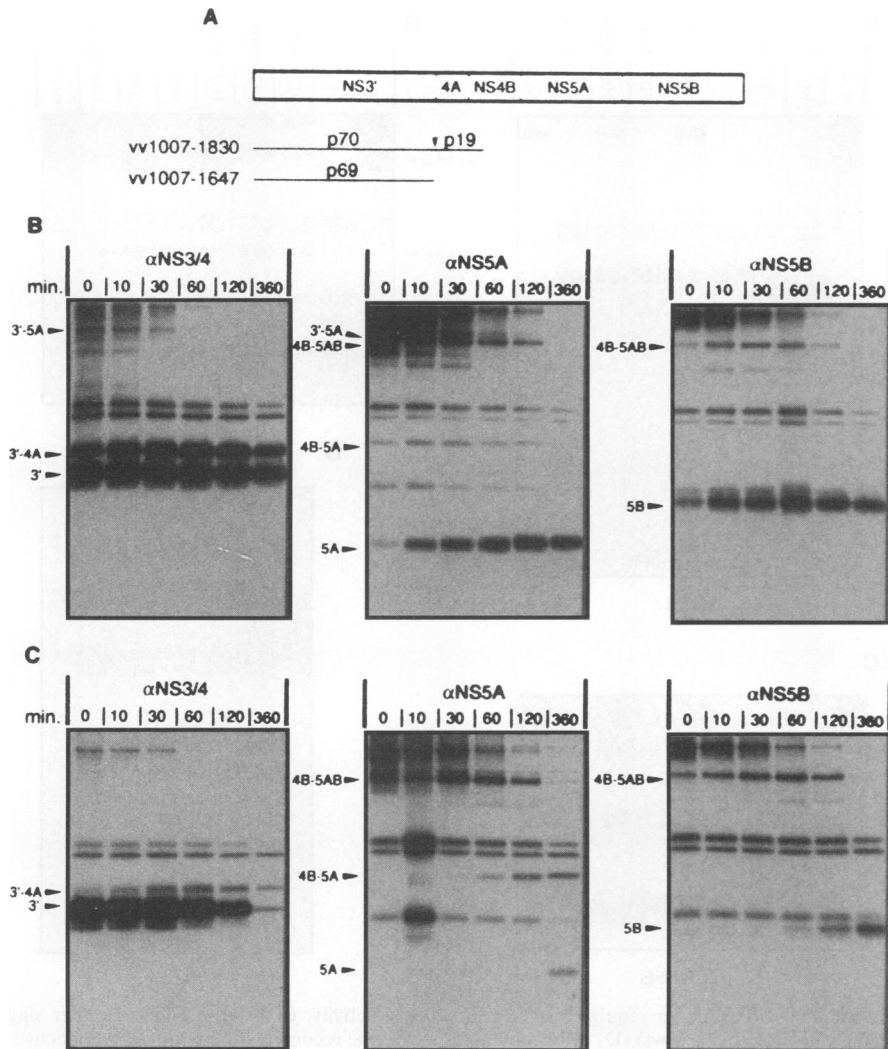 A
NS3' 4A NS4B NS5A NS5B
vv1007-1830 p70 p19
vv1007-1647 p69
B
αNS3/4
min. 0 | 10 | 30 | 60 | 120 | 360
3'-5A
3'-4A
3'
αNS5A
0 | 10 | 30 | 60 | 120 | 360
3'-5A
4B-5AB
4B-5A
5A
αNS5B
0 | 10 | 30 | 60 | 120 | 360
4B-5AB
5B
C
αNS3/4
min. 0 | 10 | 30 | 60 | 120 | 360
3'-4A
3'
αNS5A
0 | 10 | 30 | 60 | 120 | 360
4B-5AB
4B-5A
5A
αNS5B
0 | 10 | 30 | 60 | 120 | 360
4B-5AB
5B